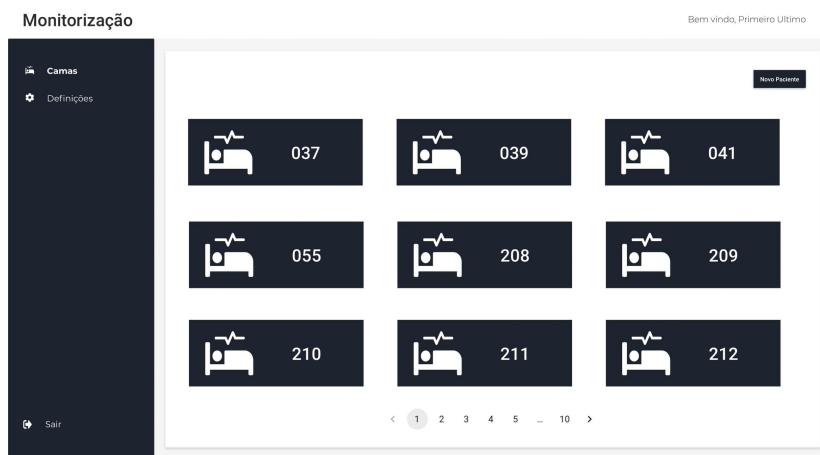 Monitorização
Bem vindo, Primeiro Ultimo
Camas
Definições
Sair
Novo Paciente
037 039 041
055 208 209
210 211 212
< 1 2 3 4 5 ... 10 >